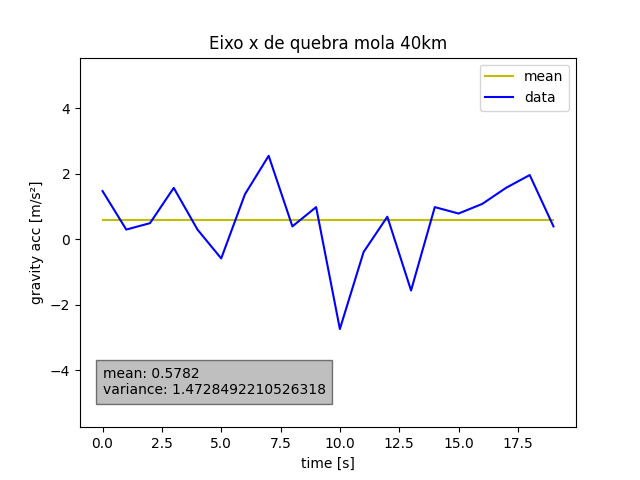 Eixo x de quebra mola 40km
mean
data
gravity acc [m/s²]
4
2
0
−2
−4
mean: 0.5782
variance: 1.4728492210526318
0.0 2.5 5.0 7.5 10.0 12.5 15.0 17.5
time [s]